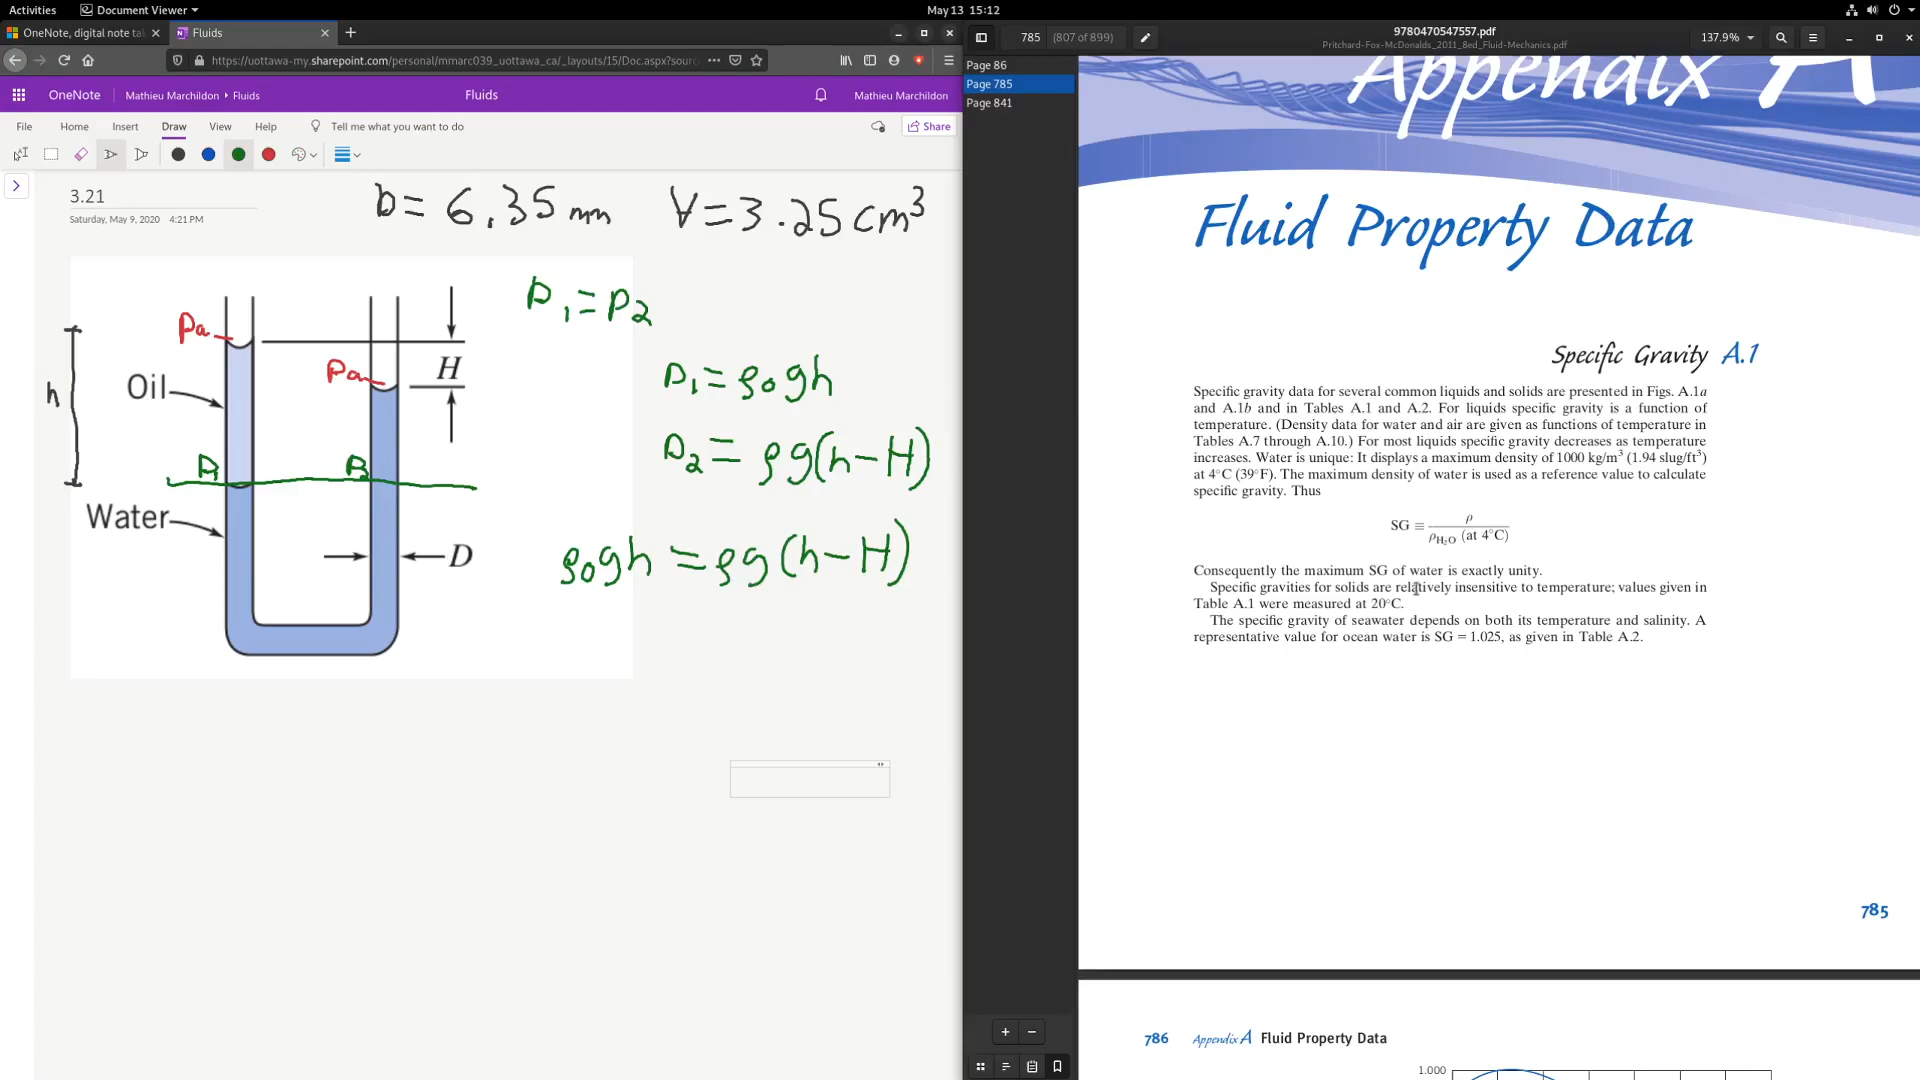 Activities
Document Viewer
May 13 15:12
OneNote, digital note ta
Fluids
https://uottawa-my.sharepoint.com/personal/mmarc039_uottawa_ca/_layouts/15/Doc.aspx?sourc
OneNote
Mathieu Marchildon › Fluids
Fluids
Mathieu Marchildon
File Home Insert Draw View Help
Tell me what you want to do
Share
3.21
Saturday, May 9, 2020 4:21 PM
D = 6.35 mm
V = 3.25 cm³
P₁ = P₂
Pa
H
Pa
h
Oil
P₁ = ρ₀gh
P₂ = ρg(h-H)
P₁
P₂
Water
D
ρ₀gh = ρg(h-H)
785 (807 of 899)
9780470547557.pdf
Pritchard-Fox-McDonalds_2011_8ed_Fluid-Mechanics.pdf
137.9%
Page 86
Page 785
Page 841
Appendix A
Fluid Property Data
Specific Gravity A.1
Specific gravity data for several common liquids and solids are presented in Figs. A.1a
and A.1b and in Tables A.1 and A.2. For liquids specific gravity is a function of
temperature. (Density data for water and air are given as functions of temperature in
Tables A.7 through A.10.) For most liquids specific gravity decreases as temperature
increases. Water is unique: It displays a maximum density of 1000 kg/m³ (1.94 slug/ft³)
at 4°C (39°F). The maximum density of water is used as a reference value to calculate
specific gravity. Thus
SG ≡ ρ / ρH₂O (at 4°C)
Consequently the maximum SG of water is exactly unity.
Specific gravities for solids are relatively insensitive to temperature; values given in
Table A.1 were measured at 20°C.
The specific gravity of seawater depends on both its temperature and salinity. A
representative value for ocean water is SG = 1.025, as given in Table A.2.
785
786 Appendix A Fluid Property Data
1.000